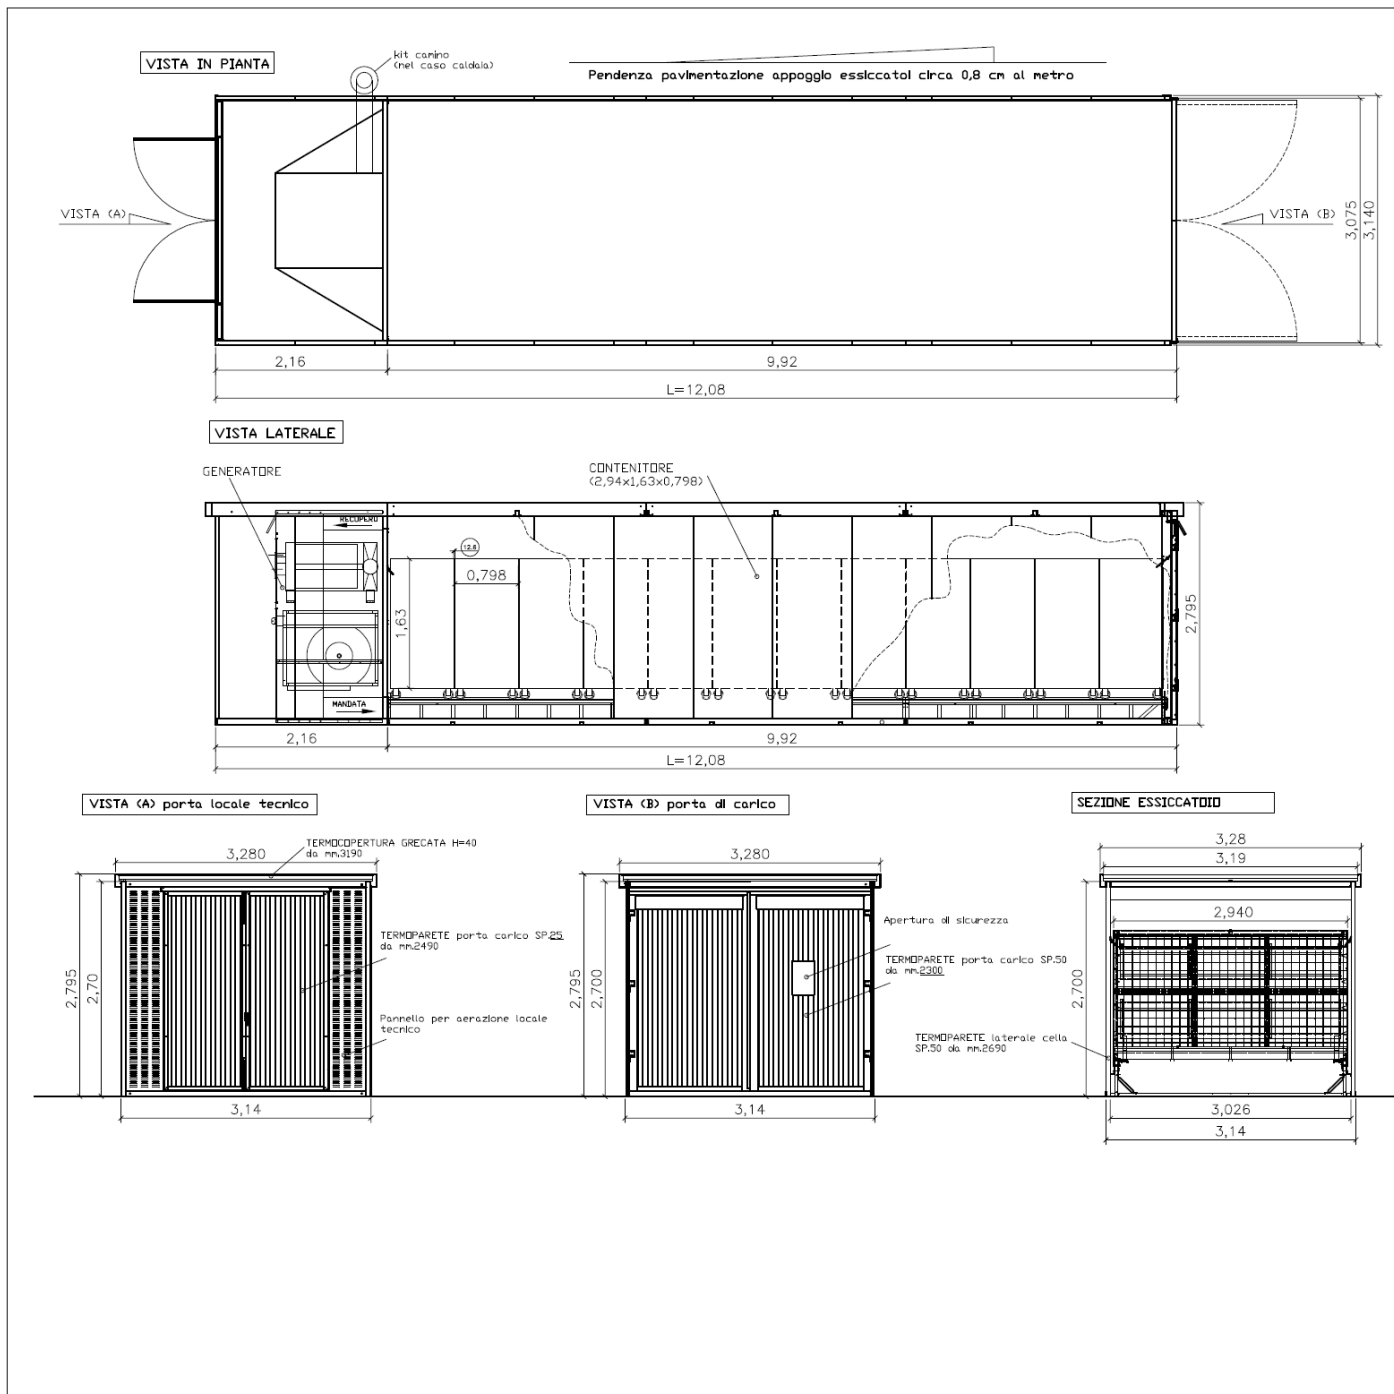 VISTA IN PIANTA
kit camino
(nel caso caldaia)
Pendenza pavimentazione appoggio essiccatoi circa 0,8 cm al metro
VISTA (A)
VISTA (B)
3,075
3,140
2,16
9,92
L=12,08
VISTA LATERALE
GENERATORE
CONTENITORE
(2,94x1,63x0,798)
RECUPERO
12.8
0,798
1,63
2,795
MANDATA
2,16
9,92
L=12,08
VISTA (A) porta locale tecnico
VISTA (B) porta di carico
SEZIONE ESSICCATOIO
TERMOCOPERTURA GRECATA H=40
da mm.3190
3,280
2,795
2,70
TERMOPARETE porta carico SP.25
da mm.2490
Pannello per aerazione locale
tecnico
3,14
3,280
2,795
2,700
Apertura di sicurezza
TERMOPARETE porta carico SP.50
da mm.2300
3,14
3,28
3,19
2,940
2,700
TERMOPARETE laterale cella
SP.50 da mm.2690
3,026
3,14